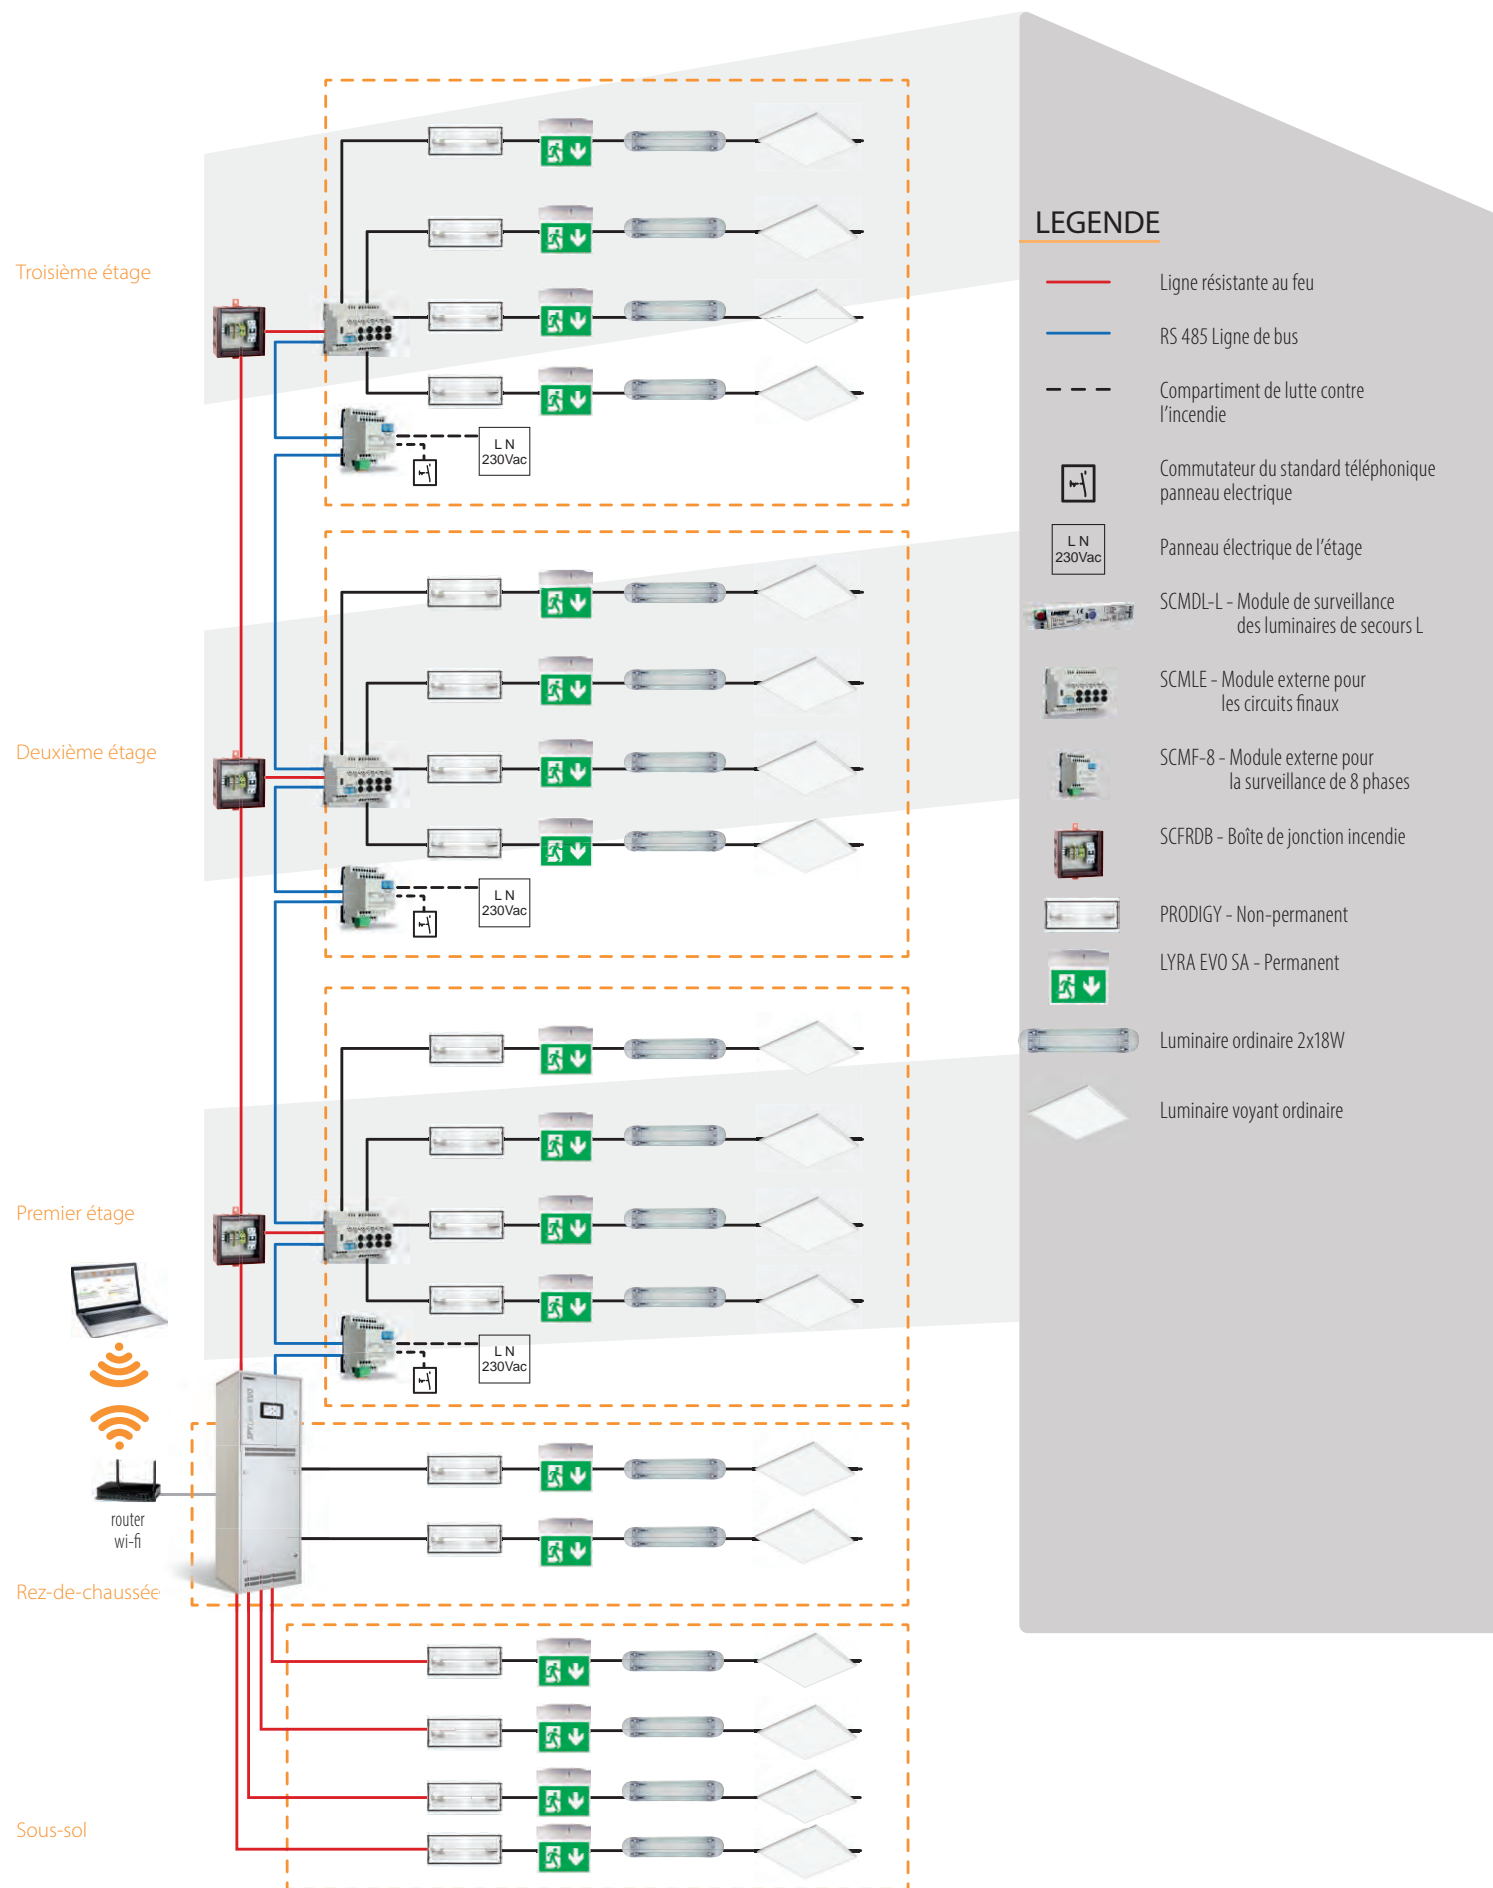 Troisième étage
L N
230Vac
Deuxième étage
L N
230Vac
Premier étage
L N
230Vac
router
wi-fi
Rez-de-chaussée
Sous-sol
LEGENDE
Ligne résistante au feu
RS 485 Ligne de bus
Compartiment de lutte contre
l'incendie
Commutateur du standard téléphonique
panneau electrique
L N
230Vac
Panneau électrique de l'étage
SCMDL-L - Module de surveillance
des luminaires de secours L
SCMLE - Module externe pour
les circuits finaux
SCMF-8 - Module externe pour
la surveillance de 8 phases
SCFRDB - Boîte de jonction incendie
PRODIGY - Non-permanent
LYRA EVO SA - Permanent
Luminaire ordinaire 2x18W
Luminaire voyant ordinaire